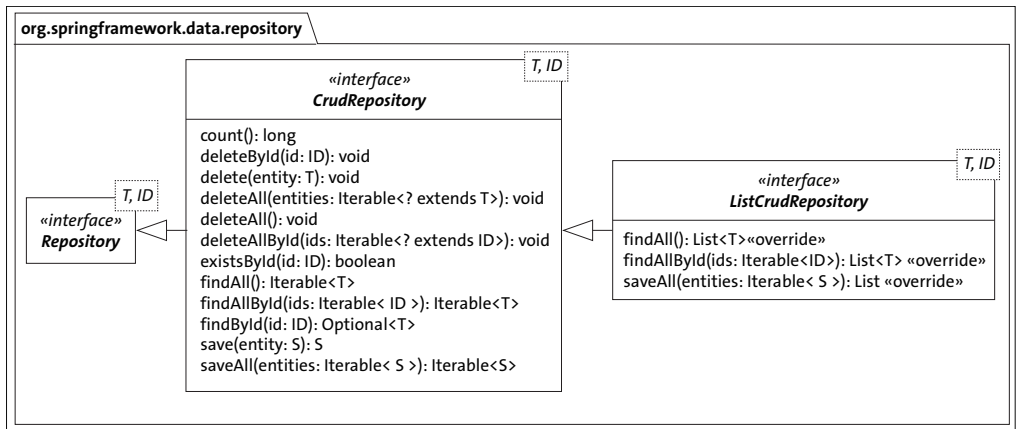 org.springframework.data.repository
T, ID
«interface»
Repository
T, ID
«interface»
CrudRepository
count(): long
deleteById(id: ID): void
delete(entity: T): void
deleteAll(entities: Iterable<? extends T>): void
deleteAll(): void
deleteAllById(ids: Iterable<? extends ID>): void
existsById(id: ID): boolean
findAll(): Iterable<T>
findAllById(ids: Iterable< ID >): Iterable<T>
findById(id: ID): Optional<T>
save(entity: S): S
saveAll(entities: Iterable< S >): Iterable<S>
T, ID
«interface»
ListCrudRepository
findAll(): List<T>«override»
findAllById(ids: Iterable<ID>): List<T> «override»
saveAll(entities: Iterable< S >): List «override»